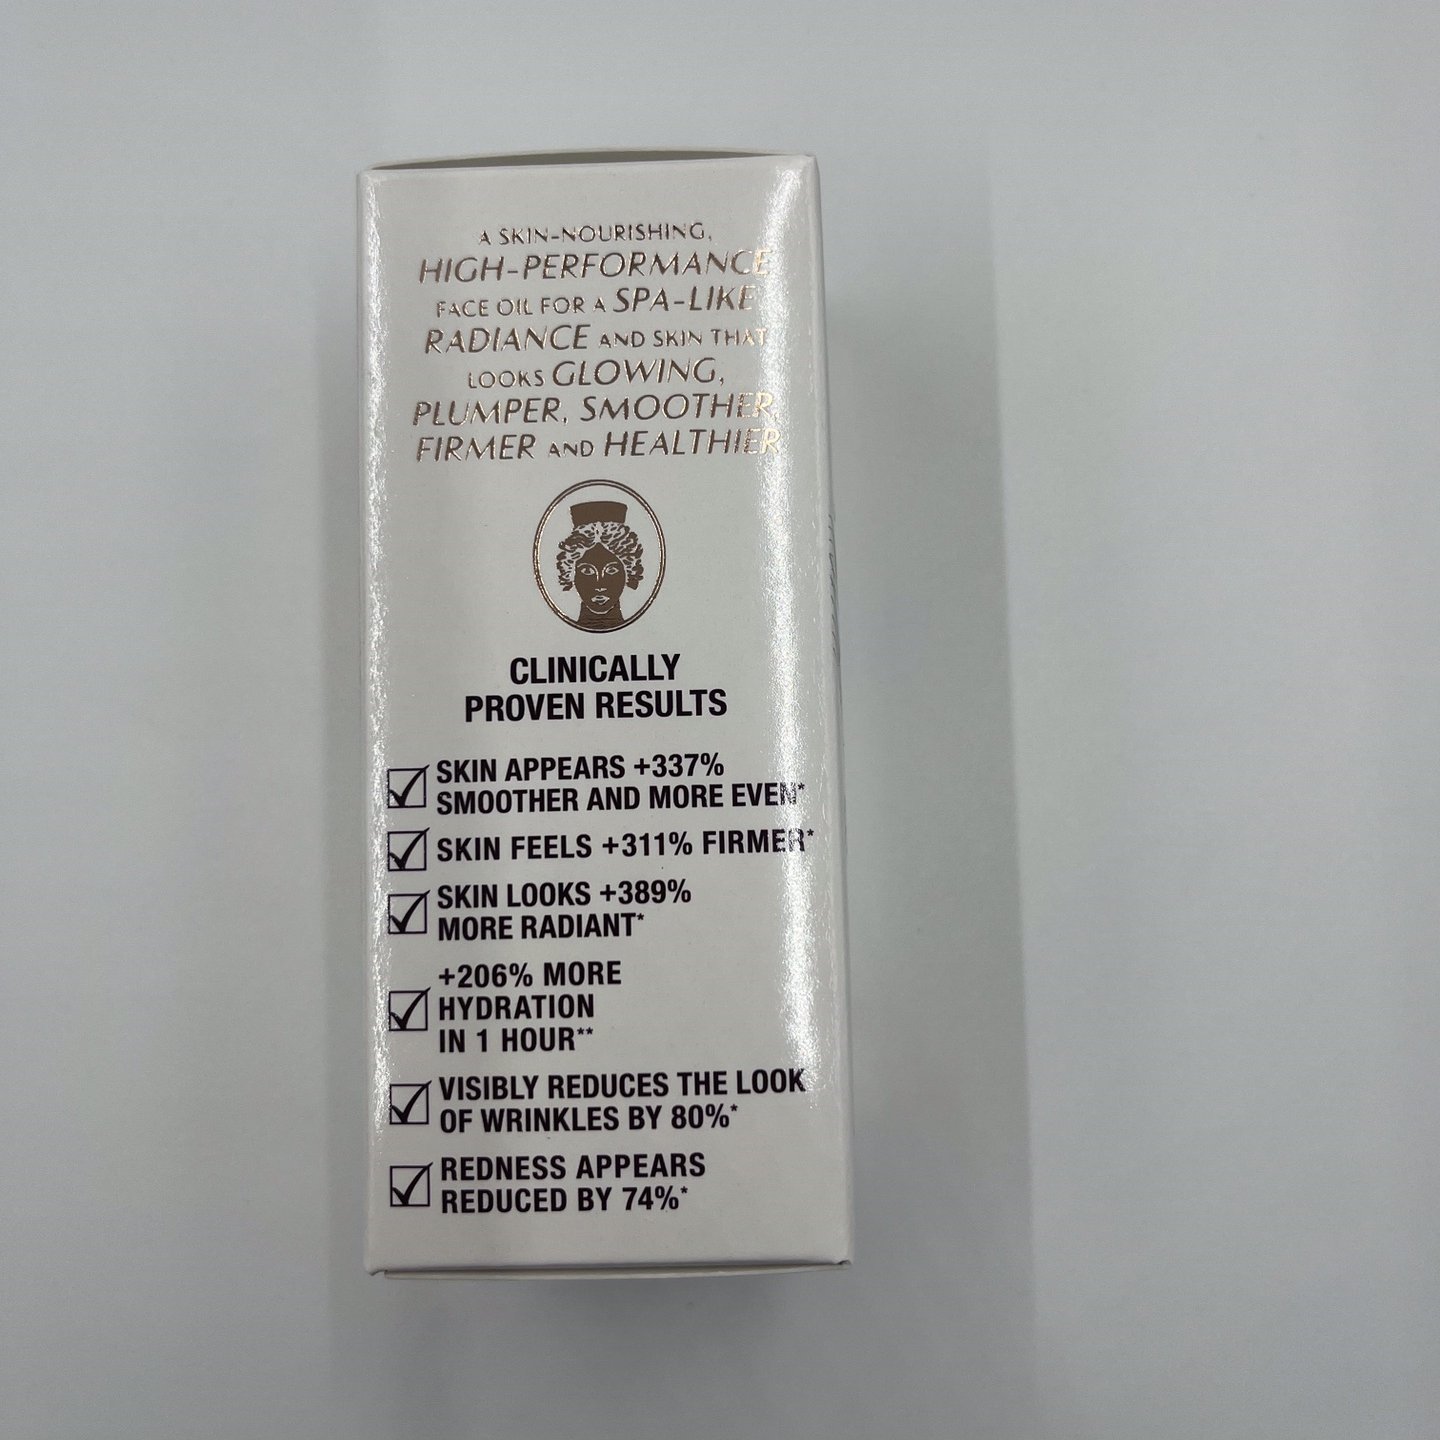 A SKIN-NOURISHING,
HIGH-PERFORMANCE
FACE OIL FOR A SPA-LIKE
RADIANCE AND SKIN THAT
LOOKS GLOWING,
PLUMPER, SMOOTHER,
FIRMER AND HEALTHIER
CLINICALLY
PROVEN RESULTS
SKIN APPEARS +337%
SMOOTHER AND MORE EVEN*
SKIN FEELS +311% FIRMER*
SKIN LOOKS +389%
MORE RADIANT*
+206% MORE
HYDRATION
IN 1 HOUR**
VISIBLY REDUCES THE LOOK
OF WRINKLES BY 80%*
REDNESS APPEARS
REDUCED BY 74%*